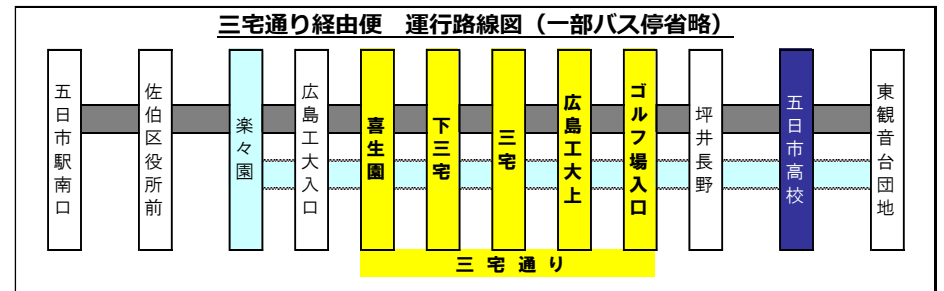 三宅通り経由便　運行路線図（一部バス停省略）
五日市駅南口
佐伯区役所前
楽々園
広島工大入口
喜生園
下三宅
三宅
広島工大上
ゴルフ場入口
坪井長野
五日市高校
東観音台団地
三宅通り